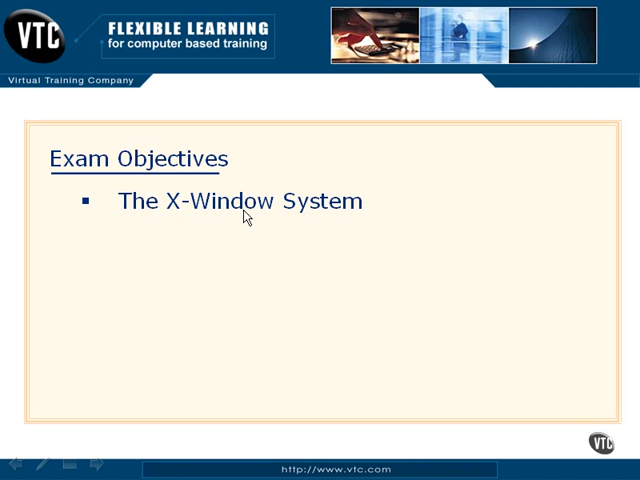 VTC
FLEXIBLE LEARNING
for computer based training
Virtual Training Company
Exam Objectives
▪ The X-Window System
VTC
http://www.vtc.com